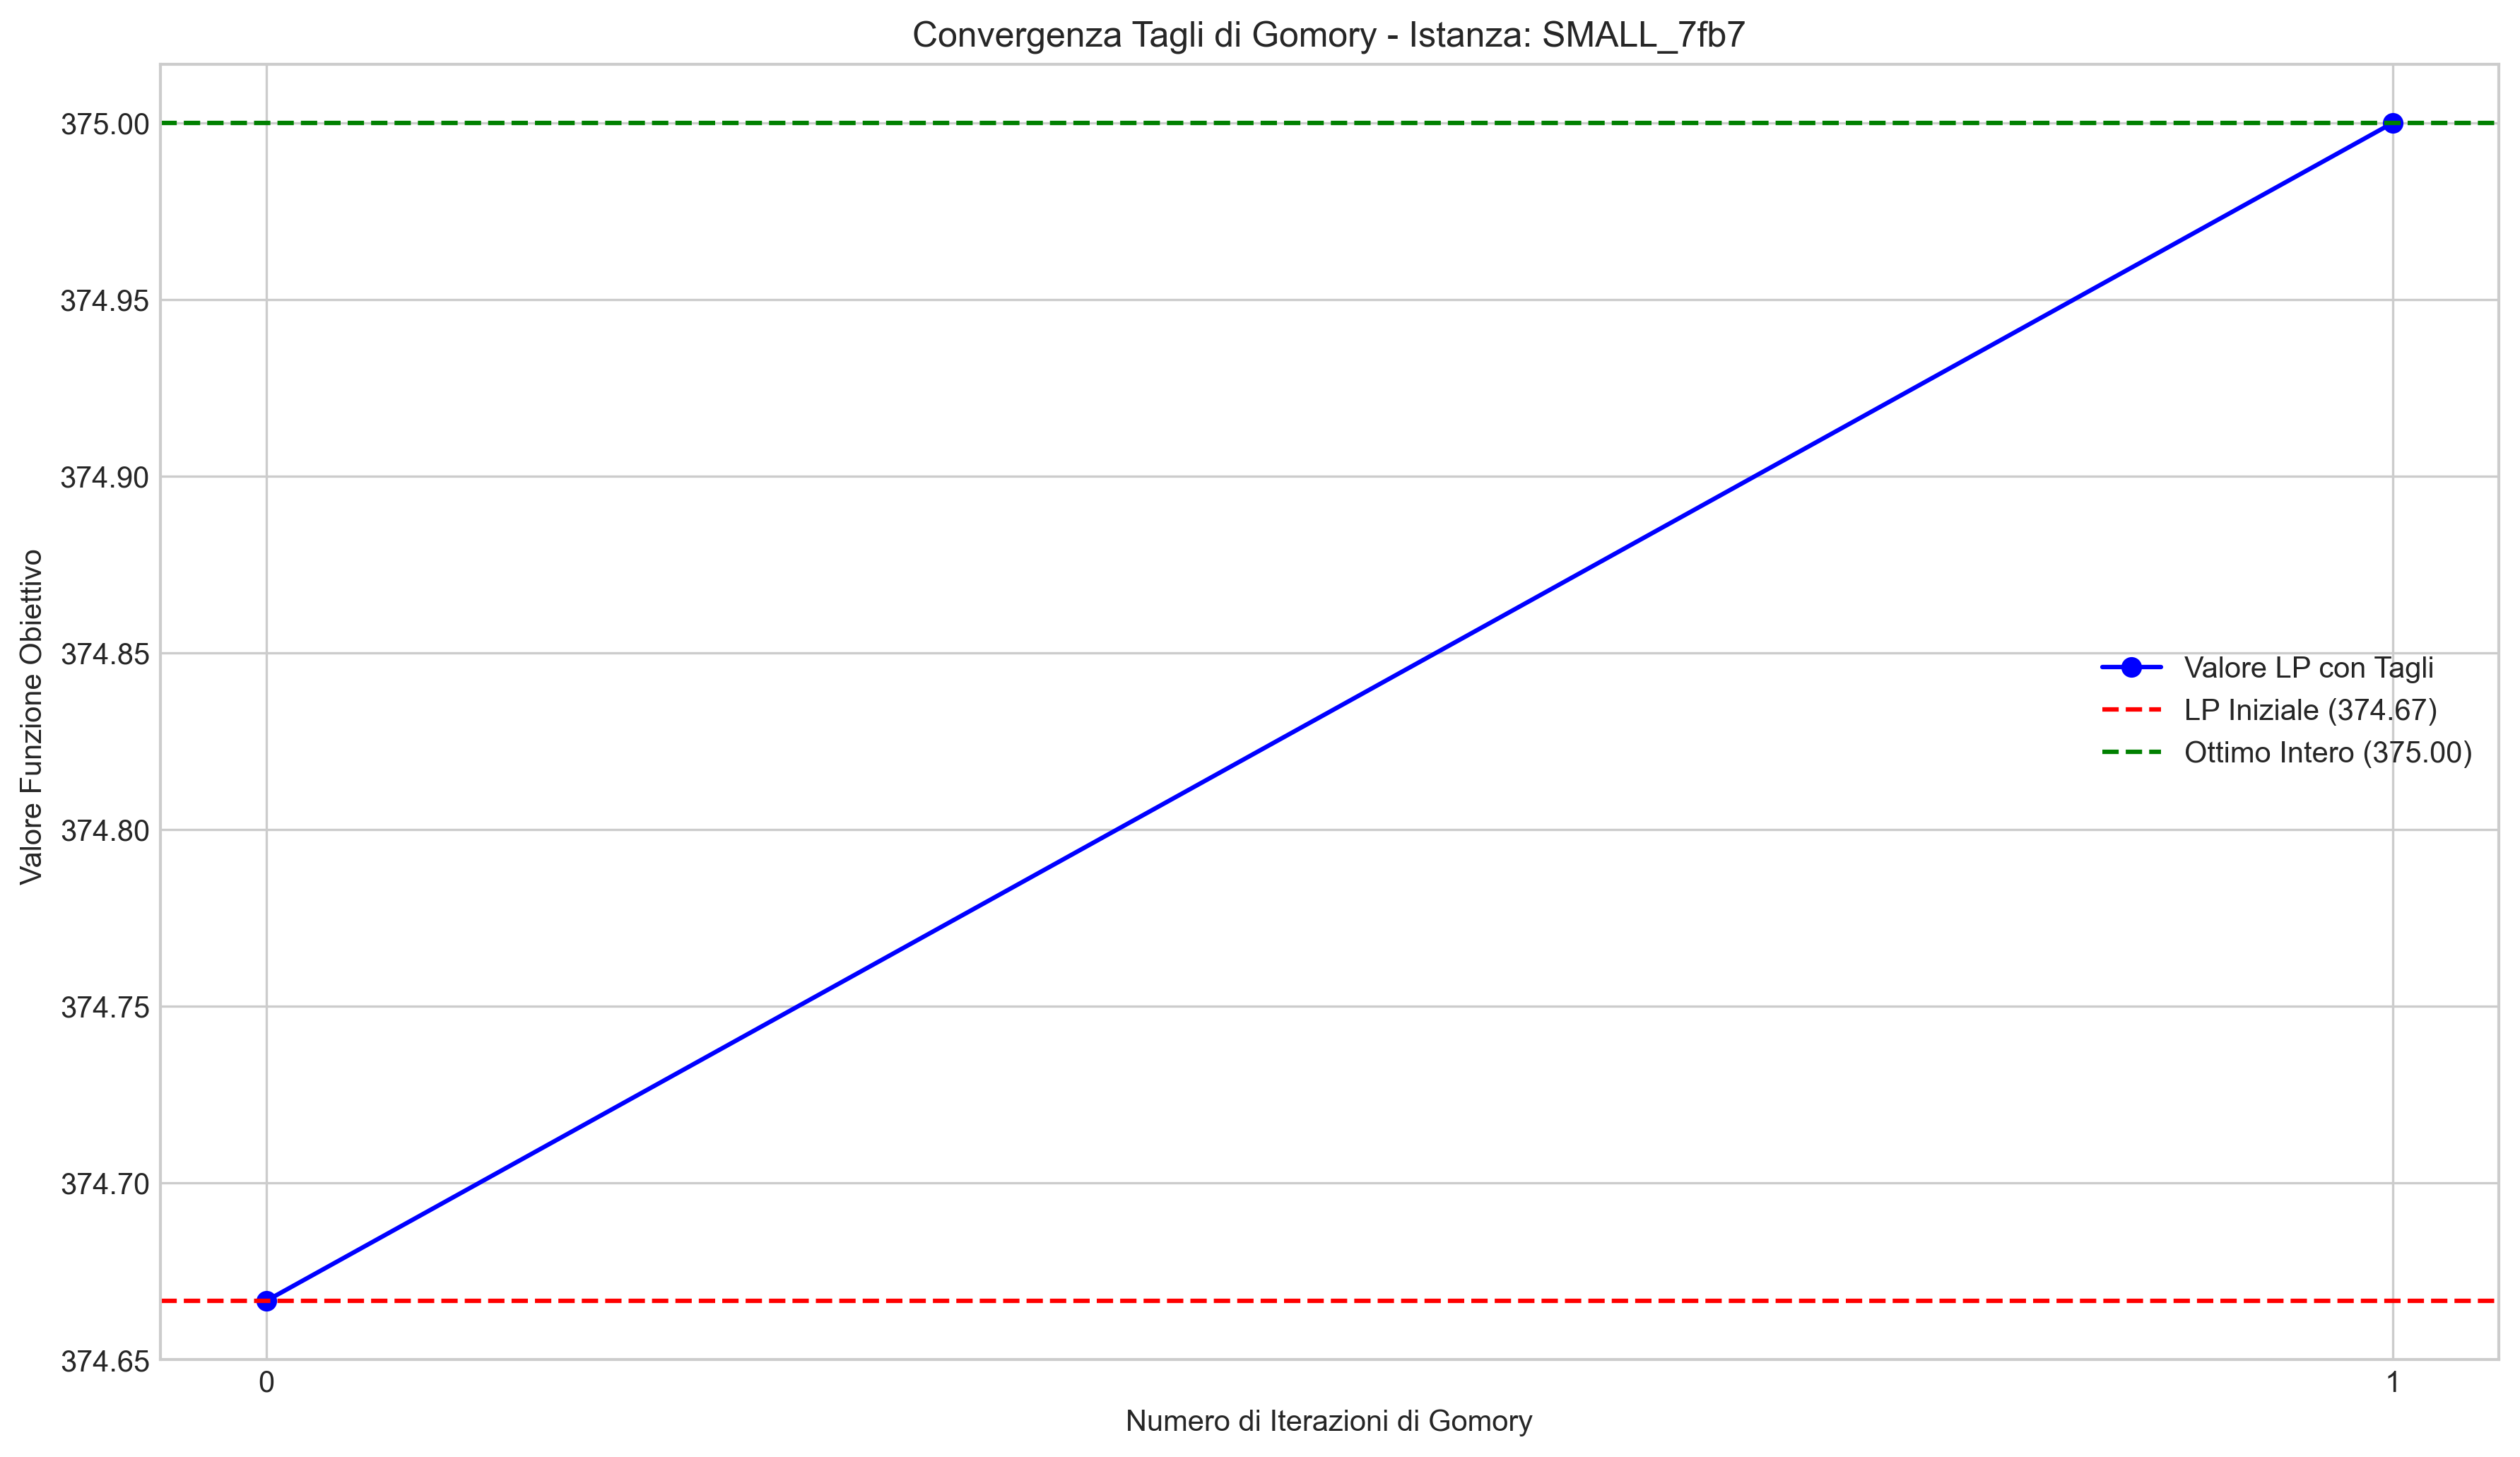 Convergenza Tagli di Gomory - Istanza: SMALL_7fb7
Valore Funzione Obiettivo
375.00
374.95
374.90
374.85
374.80
374.75
374.70
374.65
Valore LP con Tagli
LP Iniziale (374.67)
Ottimo Intero (375.00)
0
1
Numero di Iterazioni di Gomory